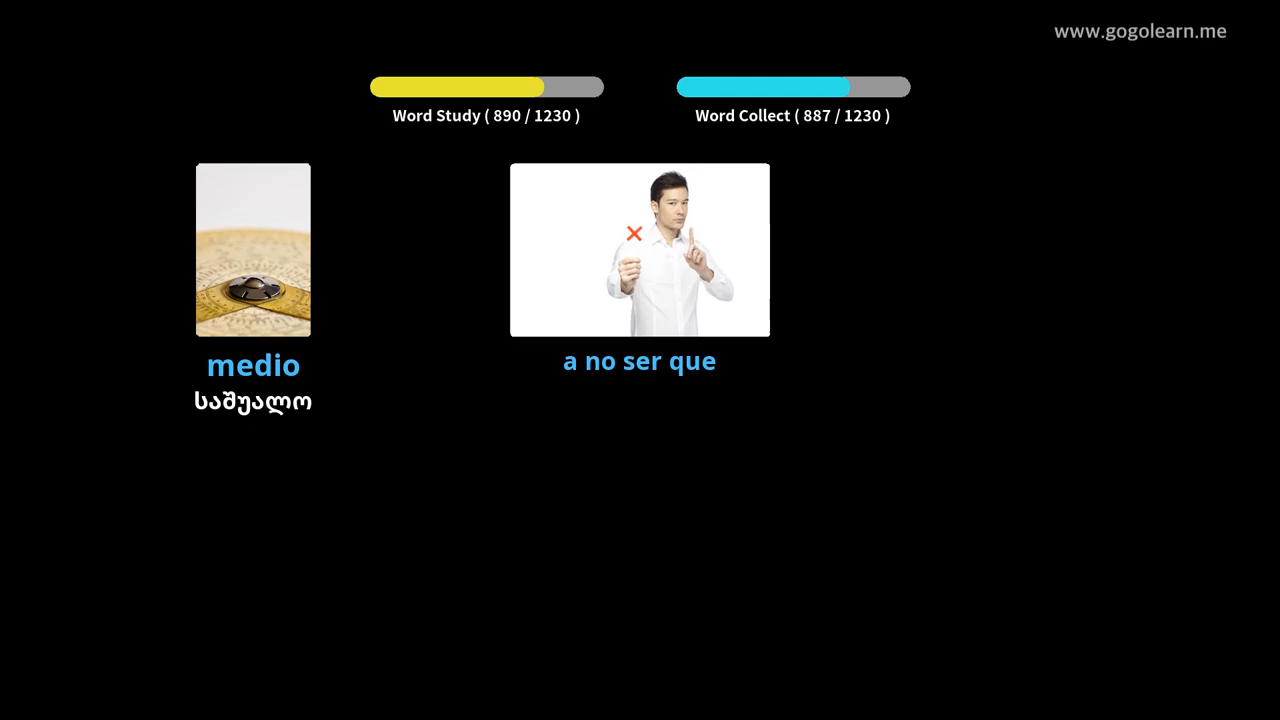 www.gogolearn.me
Word Study ( 890 / 1230 )
Word Collect ( 887 / 1230 )
medio
საშუალო
a no ser que